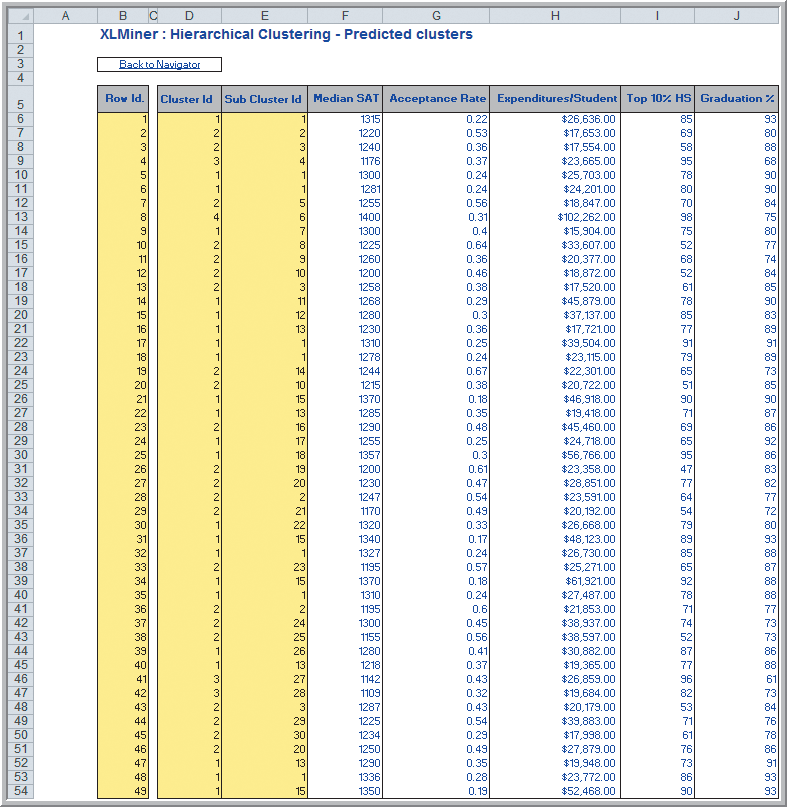 A B C D E F G H I J
1 XLMiner : Hierarchical Clustering - Predicted clusters
2
3 Back to Navigator
4
5 Row Id. Cluster Id Sub Cluster Id Median SAT Acceptance Rate Expenditures/Student Top 10% HS Graduation %
6 1 1 1 1315 0.22 $26,636.00 85 93
7 2 2 2 1220 0.53 $17,653.00 69 80
8 3 2 3 1240 0.36 $17,554.00 58 88
9 4 3 4 1176 0.37 $23,665.00 95 68
10 5 1 1 1300 0.24 $25,703.00 78 90
11 6 1 1 1281 0.24 $24,201.00 80 90
12 7 2 5 1255 0.56 $18,847.00 70 84
13 8 4 6 1400 0.31 $102,262.00 98 75
14 9 1 7 1300 0.4 $15,904.00 75 80
15 10 2 8 1225 0.64 $33,607.00 52 77
16 11 2 9 1260 0.36 $20,377.00 68 74
17 12 2 10 1200 0.46 $18,872.00 52 84
18 13 2 3 1258 0.38 $17,520.00 61 85
19 14 1 11 1268 0.29 $45,879.00 78 90
20 15 1 12 1280 0.3 $37,137.00 85 83
21 16 1 13 1230 0.36 $17,721.00 77 89
22 17 1 1 1310 0.25 $39,504.00 91 91
23 18 1 1 1278 0.24 $23,115.00 79 89
24 19 2 14 1244 0.67 $22,301.00 65 73
25 20 2 10 1215 0.38 $20,722.00 51 85
26 21 1 15 1370 0.18 $46,918.00 90 90
27 22 1 13 1285 0.35 $19,418.00 71 87
28 23 2 16 1290 0.48 $45,460.00 69 86
29 24 1 17 1255 0.25 $24,718.00 65 92
30 25 1 18 1357 0.3 $56,766.00 95 86
31 26 2 19 1200 0.61 $23,358.00 47 83
32 27 2 20 1230 0.47 $28,851.00 77 82
33 28 2 2 1247 0.54 $23,591.00 64 77
34 29 2 21 1170 0.49 $20,192.00 54 72
35 30 1 22 1320 0.33 $26,668.00 79 80
36 31 1 15 1340 0.17 $48,123.00 89 93
37 32 1 1 1327 0.24 $26,730.00 85 88
38 33 2 23 1195 0.57 $25,271.00 65 87
39 34 1 15 1370 0.18 $61,921.00 92 88
40 35 1 1 1310 0.24 $27,487.00 78 88
41 36 2 2 1195 0.6 $21,853.00 71 77
42 37 2 24 1300 0.45 $38,937.00 74 73
43 38 2 25 1155 0.56 $38,597.00 52 73
44 39 1 26 1280 0.41 $30,882.00 87 86
45 40 1 13 1218 0.37 $19,365.00 77 88
46 41 3 27 1142 0.43 $26,859.00 96 61
47 42 3 28 1109 0.32 $19,684.00 82 73
48 43 2 3 1287 0.43 $20,179.00 53 84
49 44 2 29 1225 0.54 $39,883.00 71 76
50 45 2 30 1234 0.29 $17,998.00 61 78
51 46 2 20 1250 0.49 $27,879.00 76 86
52 47 1 13 1290 0.35 $19,948.00 73 91
53 48 1 1 1336 0.28 $23,772.00 86 93
54 49 1 15 1350 0.19 $52,468.00 90 93